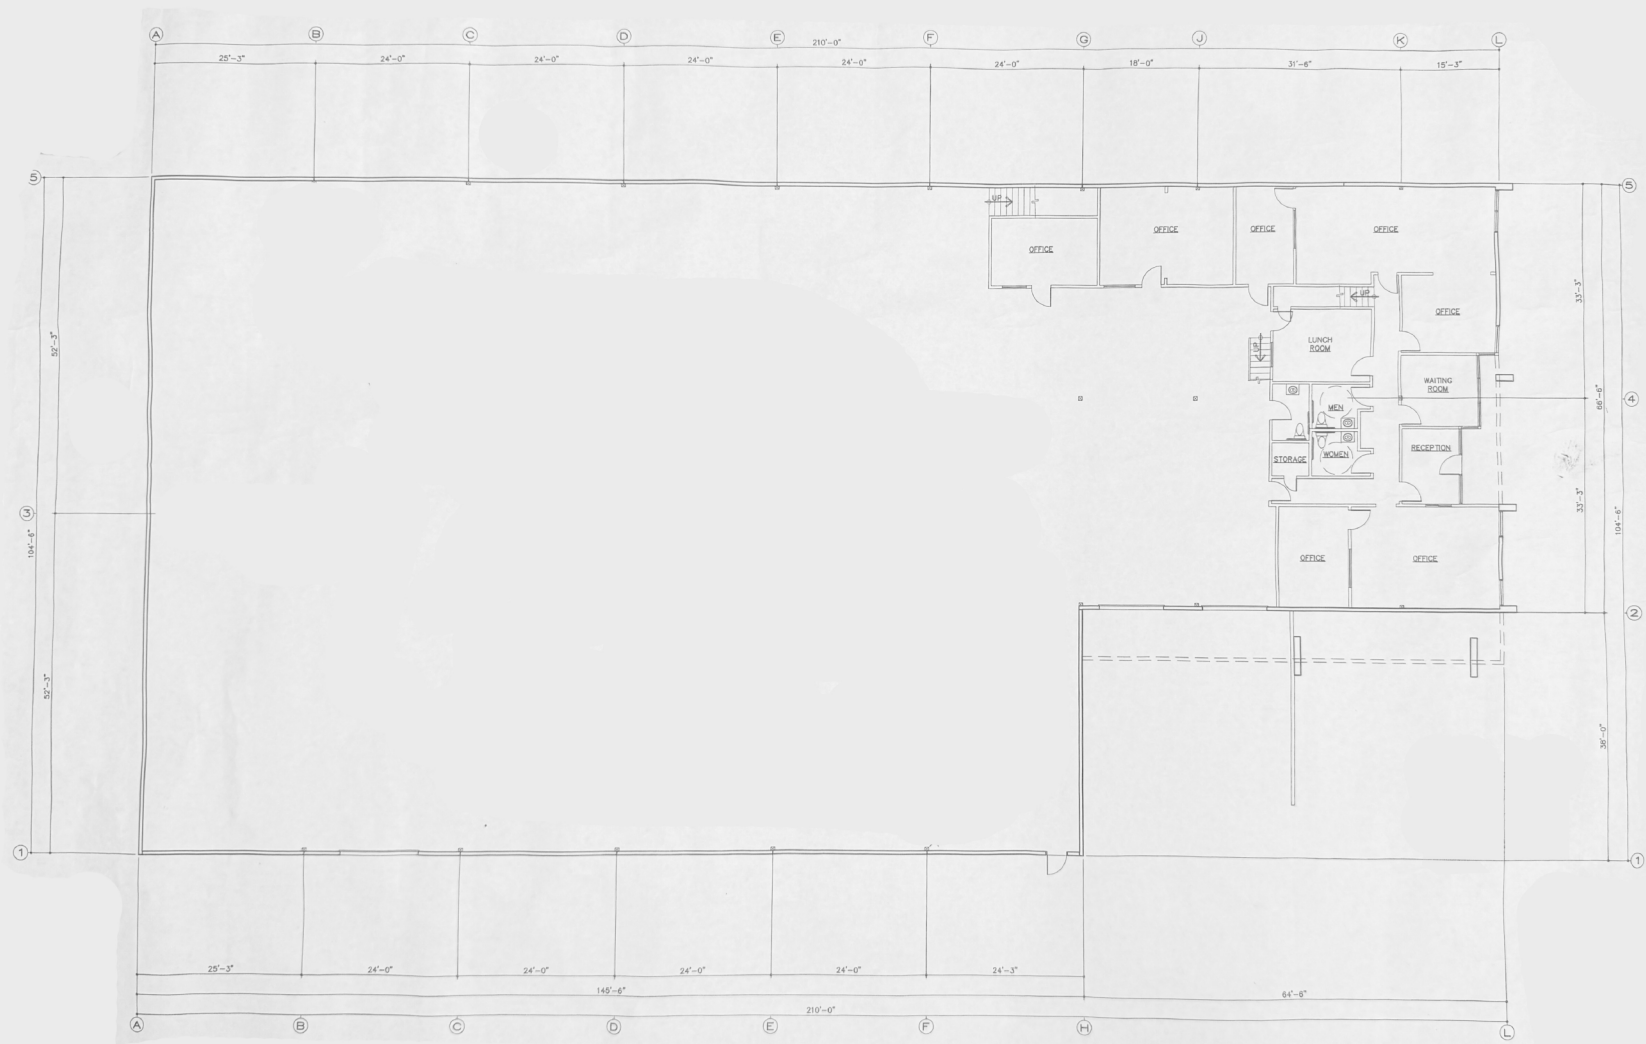 A B C D E F G J K L
210'-0"
25'-3" 24'-0" 24'-0" 24'-0" 24'-0" 24'-0" 18'-0" 31'-6" 15'-3"
5 5
UP
OFFICE
OFFICE
OFFICE
OFFICE
OFFICE
UP
33'-3"
52'-3"
UP
LUNCH
ROOM
WAITING
ROOM
66'-6"
4
MEN
RECEPTION
STORAGE
WOMEN
3
104'-6"
33'-3"
104'-6"
OFFICE
OFFICE
2
52'-3"
38'-0"
1 1
25'-3" 24'-0" 24'-0" 24'-0" 24'-0" 24'-3"
145'-6" 64'-6"
210'-0"
A B C D E F H L